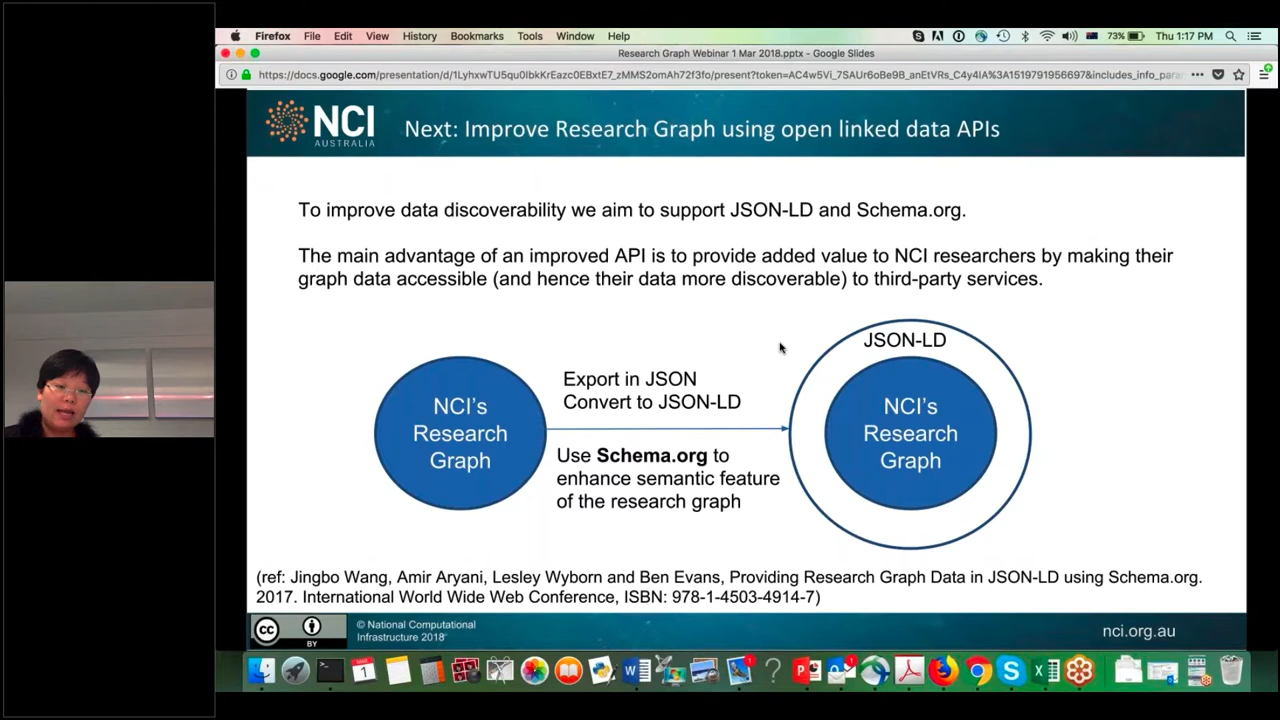 Firefox File Edit View History Bookmarks Tools Window Help 73% Thu 1:17 PM
Research Graph Webinar 1 Mar 2018.pptx - Google Slides
NCI
AUSTRALIA
Next: Improve Research Graph using open linked data APIs
To improve data discoverability we aim to support JSON-LD and Schema.org.
The main advantage of an improved API is to provide added value to NCI researchers by making their
graph data accessible (and hence their data more discoverable) to third-party services.
JSON-LD
Export in JSON
Convert to JSON-LD
NCI's
Research
Graph
NCI's
Research
Graph
Use Schema.org to
enhance semantic feature
of the research graph
(ref: Jingbo Wang, Amir Aryani, Lesley Wyborn and Ben Evans, Providing Research Graph Data in JSON-LD using Schema.org.
2017. International World Wide Web Conference, ISBN: 978-1-4503-4914-7)
cc BY
© National Computational
Infrastructure 2018
nci.org.au